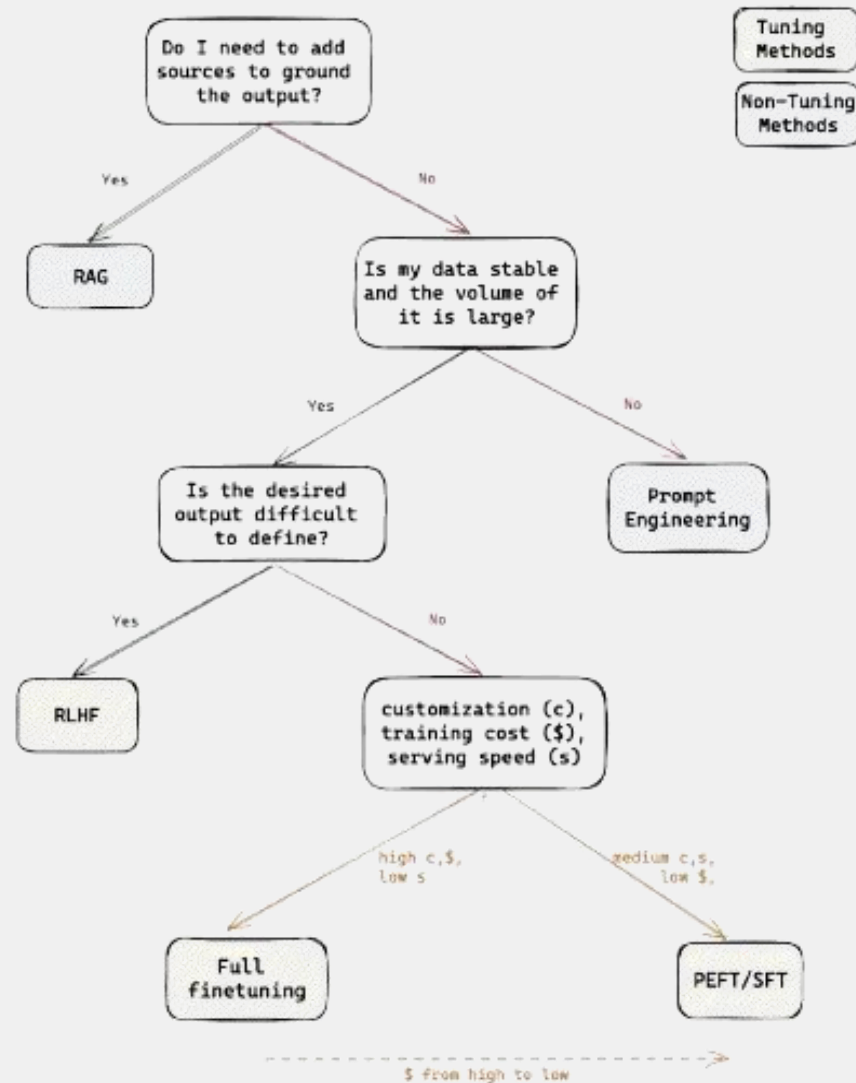 Do I need to add
sources to ground
the output?
Tuning
Methods
Non-Tuning
Methods
Yes
No
RAG
Is my data stable
and the volume of
it is large?
Yes
No
Is the desired
output difficult
to define?
Prompt
Engineering
Yes
No
RLHF
customization (c),
training cost ($),
serving speed (s)
high c,$,
low s
medium c,s,
low $,
Full
finetuning
PEFT/SFT
$ from high to low